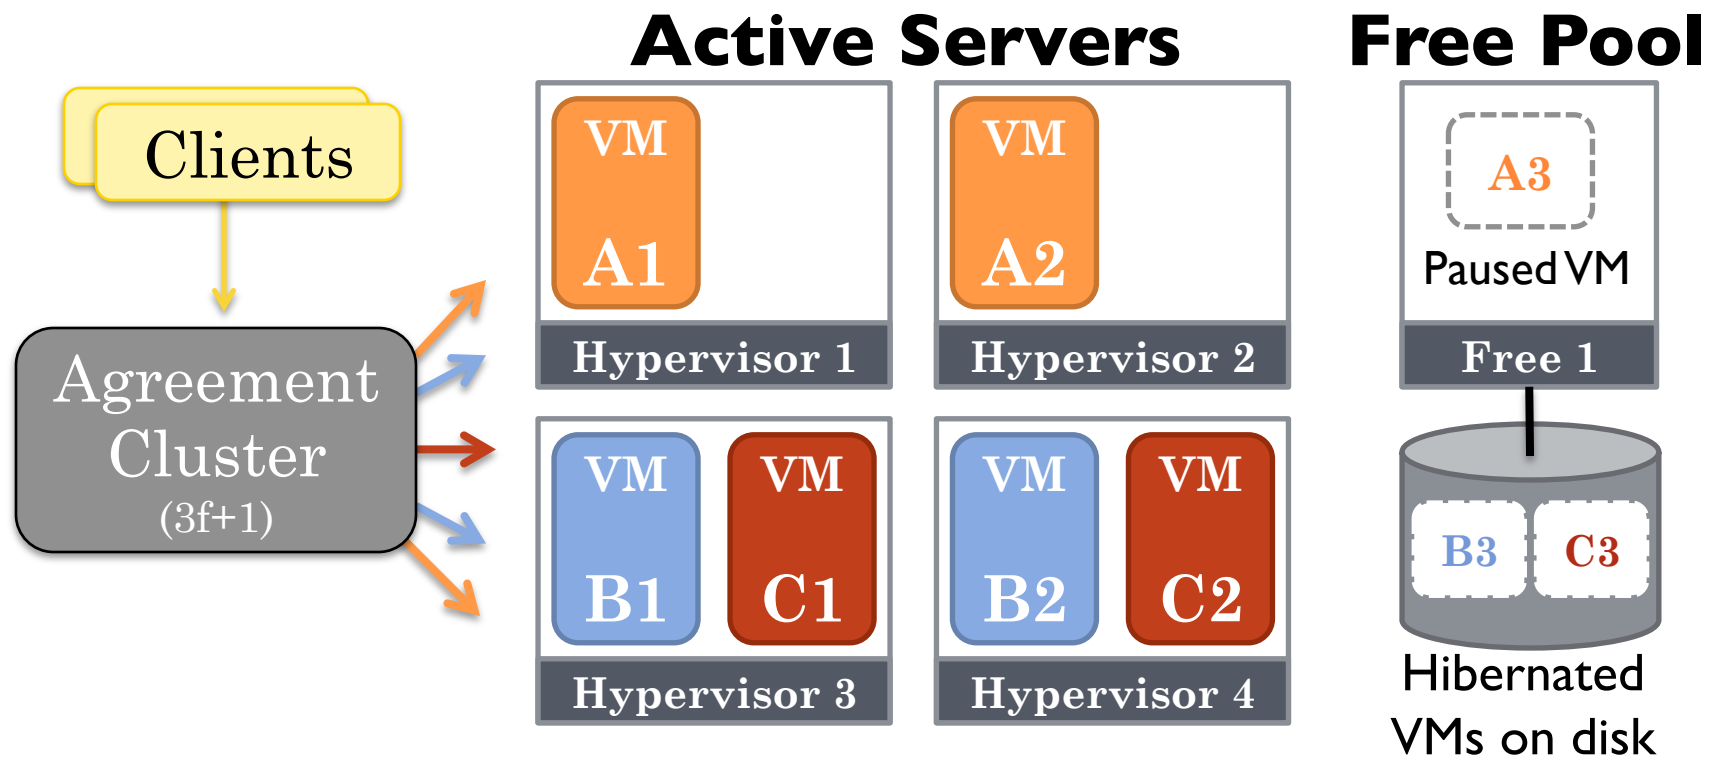 Active Servers
Free Pool
Clients
Agreement
Cluster
(3f+1)
VM
A1
Hypervisor 1
VM
A2
Hypervisor 2
VM
B1
VM
C1
Hypervisor 3
VM
B2
VM
C2
Hypervisor 4
A3
Paused VM
Free 1
B3
C3
Hibernated
VMs on disk